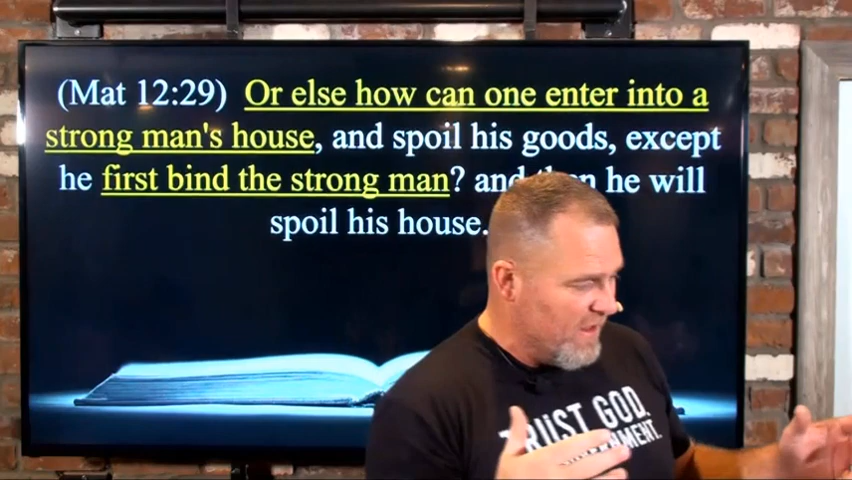 (Mat 12:29) Or else how can one enter into a
strong man's house, and spoil his goods, except
he first bind the strong man? and he will
spoil his house.
TRUST GOD.